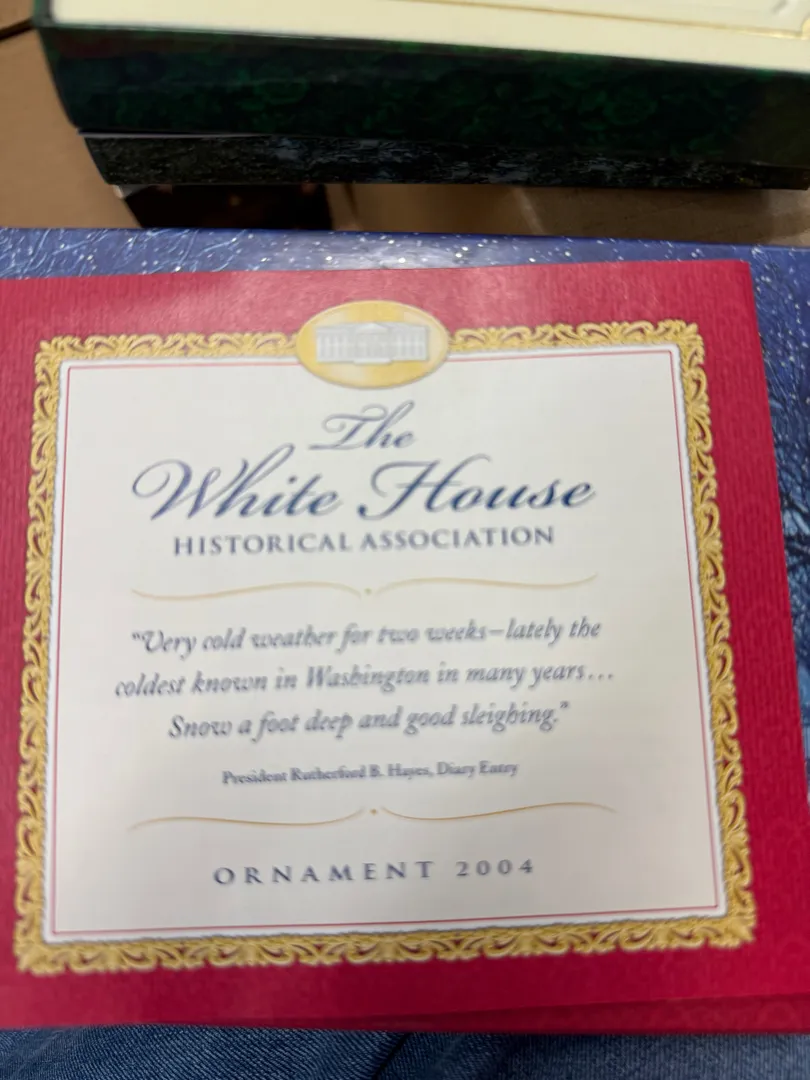 The
White House
HISTORICAL ASSOCIATION
"Very cold weather for two weeks–lately the
coldest known in Washington in many years...
Snow a foot deep and good sleighing."
President Rutherford B. Hayes, Diary Entry
ORNAMENT 2004